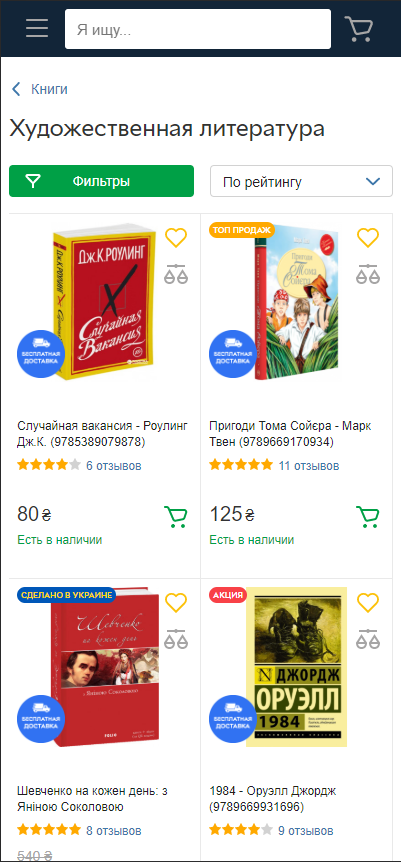 Я ищу...
Книги
Художественная литература
Фильтры
По рейтингу
Дж.К.РОУЛИНГ
Случайная
Вакансия
БЕСПЛАТНАЯ
ДОСТАВКА
Случайная вакансия - Роулинг
Дж.К. (9785389079878)
6 отзывов
80 ₴
Есть в наличии
ТОП ПРОДАЖ
Пригоди
Тома
Сойєра
БЕСПЛАТНАЯ
ДОСТАВКА
Пригоди Тома Сойєра - Марк
Твен (9789669170934)
11 отзывов
125 ₴
Есть в наличии
СДЕЛАНО В УКРАИНЕ
Шевченко
на кожен день
з Яніною Соколовою
FOLIO
БЕСПЛАТНАЯ
ДОСТАВКА
Шевченко на кожен день: з
Яніною Соколовою
8 отзывов
540 ₴
АКЦИЯ
ДЖОРДЖ
ОРУЭЛЛ
1984
БЕСПЛАТНАЯ
ДОСТАВКА
1984 - Оруэлл Джордж
(9789669931696)
9 отзывов